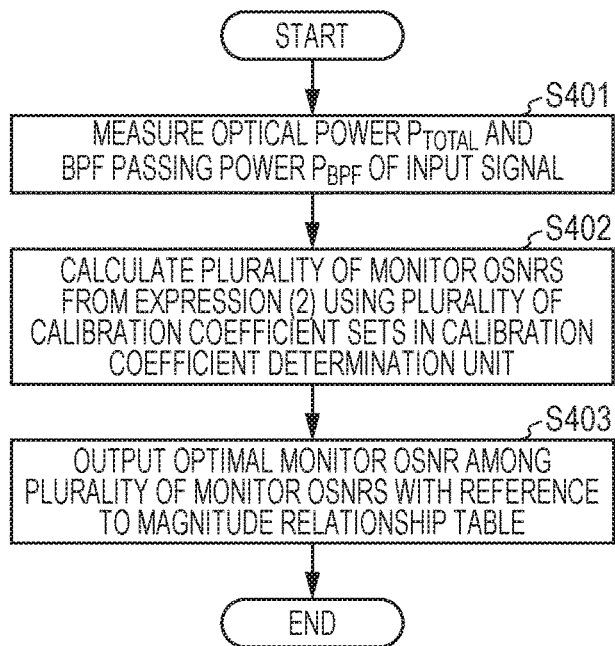 START
S401
MEASURE OPTICAL POWER PTOTAL AND
BPF PASSING POWER PBPF OF INPUT SIGNAL
S402
CALCULATE PLURALITY OF MONITOR OSNRS
FROM EXPRESSION (2) USING PLURALITY OF
CALIBRATION COEFFICIENT SETS IN CALIBRATION
COEFFICIENT DETERMINATION UNIT
S403
OUTPUT OPTIMAL MONITOR OSNR AMONG
PLURALITY OF MONITOR OSNRS WITH REFERENCE
TO MAGNITUDE RELATIONSHIP TABLE
END